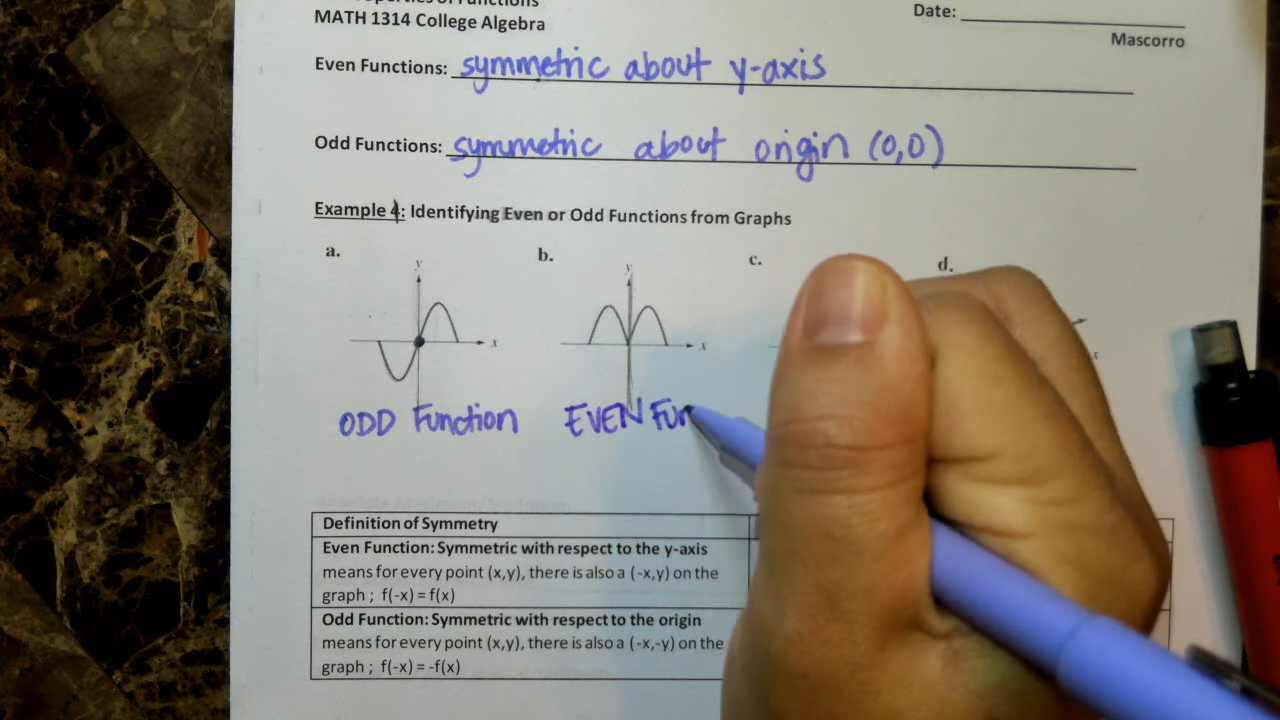 Functions
MATH 1314 College Algebra
Date:
Mascorro
Even Functions: symmetric about y-axis
Odd Functions: symmetric about origin (0,0)
Example 4: Identifying Even or Odd Functions from Graphs
a. b. c. d.
y y
x x x
ODD Function EVEN Fun
Definition of Symmetry
Even Function: Symmetric with respect to the y-axis
means for every point (x,y), there is also a (-x,y) on the
graph ; f(-x) = f(x)
Odd Function: Symmetric with respect to the origin
means for every point (x,y), there is also a (-x,-y) on the
graph ; f(-x) = -f(x)